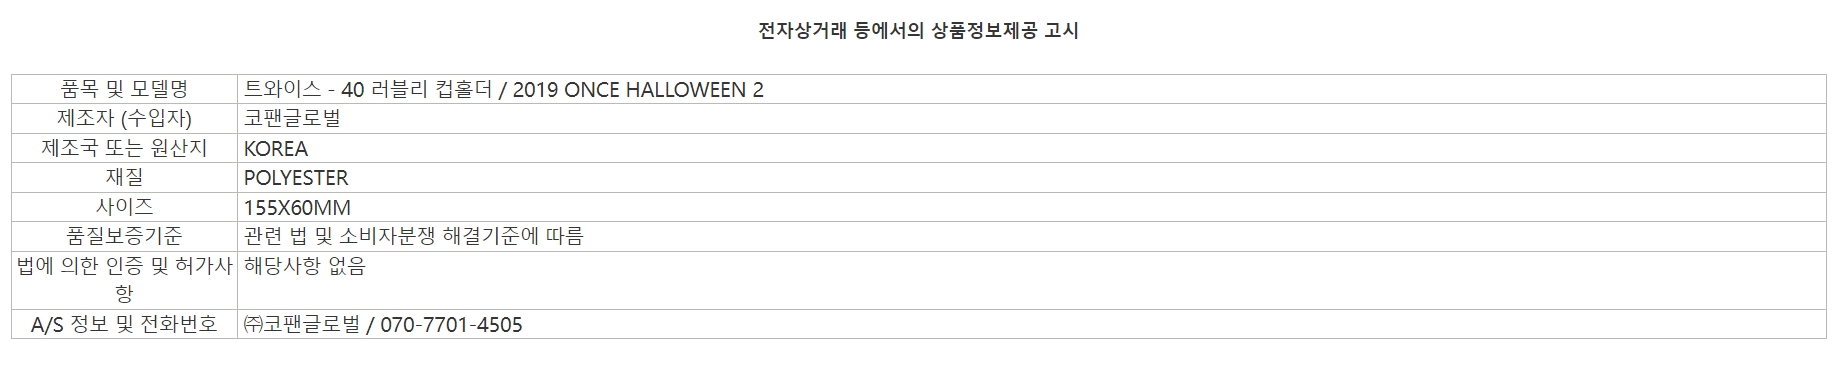 전자상거래 등에서의 상품정보제공 고시
품목 및 모델명 트와이스 - 40 러블리 컵홀더 / 2019 ONCE HALLOWEEN 2
제조자 (수입자) 코팬글로벌
제조국 또는 원산지 KOREA
재질 POLYESTER
사이즈 155X60MM
품질보증기준 관련 법 및 소비자분쟁 해결기준에 따름
법에 의한 인증 및 허가사 해당사항 없음
항
A/S 정보 및 전화번호 ㈜코팬글로벌 / 070-7701-4505